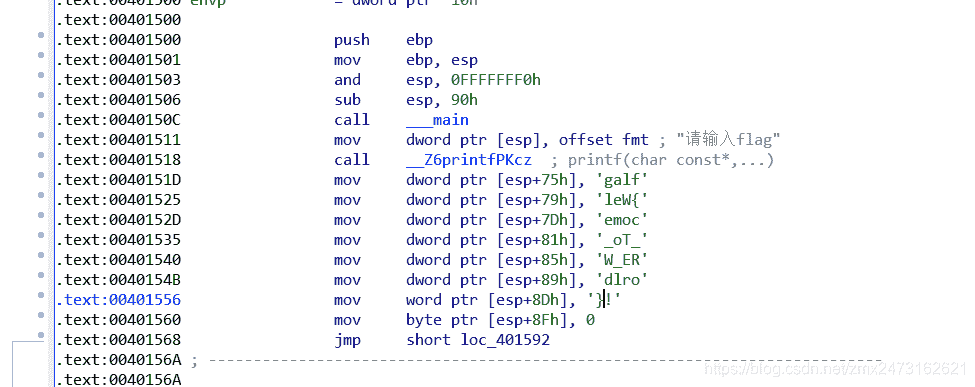 .text:00401500 envp = dword ptr 10h
.text:00401500
.text:00401500 push ebp
.text:00401501 mov ebp, esp
.text:00401503 and esp, 0FFFFFFF0h
.text:00401506 sub esp, 90h
.text:0040150C call ___main
.text:00401511 mov dword ptr [esp], offset fmt ; "请输入flag"
.text:00401518 call __Z6printfPKcz ; printf(char const*,...)
.text:0040151D mov dword ptr [esp+75h], 'galf'
.text:00401525 mov dword ptr [esp+79h], 'leW{'
.text:0040152D mov dword ptr [esp+7Dh], 'emoc'
.text:00401535 mov dword ptr [esp+81h], '_oT_'
.text:00401540 mov dword ptr [esp+85h], 'W_ER'
.text:0040154B mov dword ptr [esp+89h], 'dlro'
.text:00401556 mov word ptr [esp+8Dh], '}!'
.text:00401560 mov byte ptr [esp+8Fh], 0
.text:00401568 jmp short loc_401592
.text:0040156A ; ---------------------------------------------------------------------------
.text:0040156A
https://blog.csdn.net/zmx2473162621